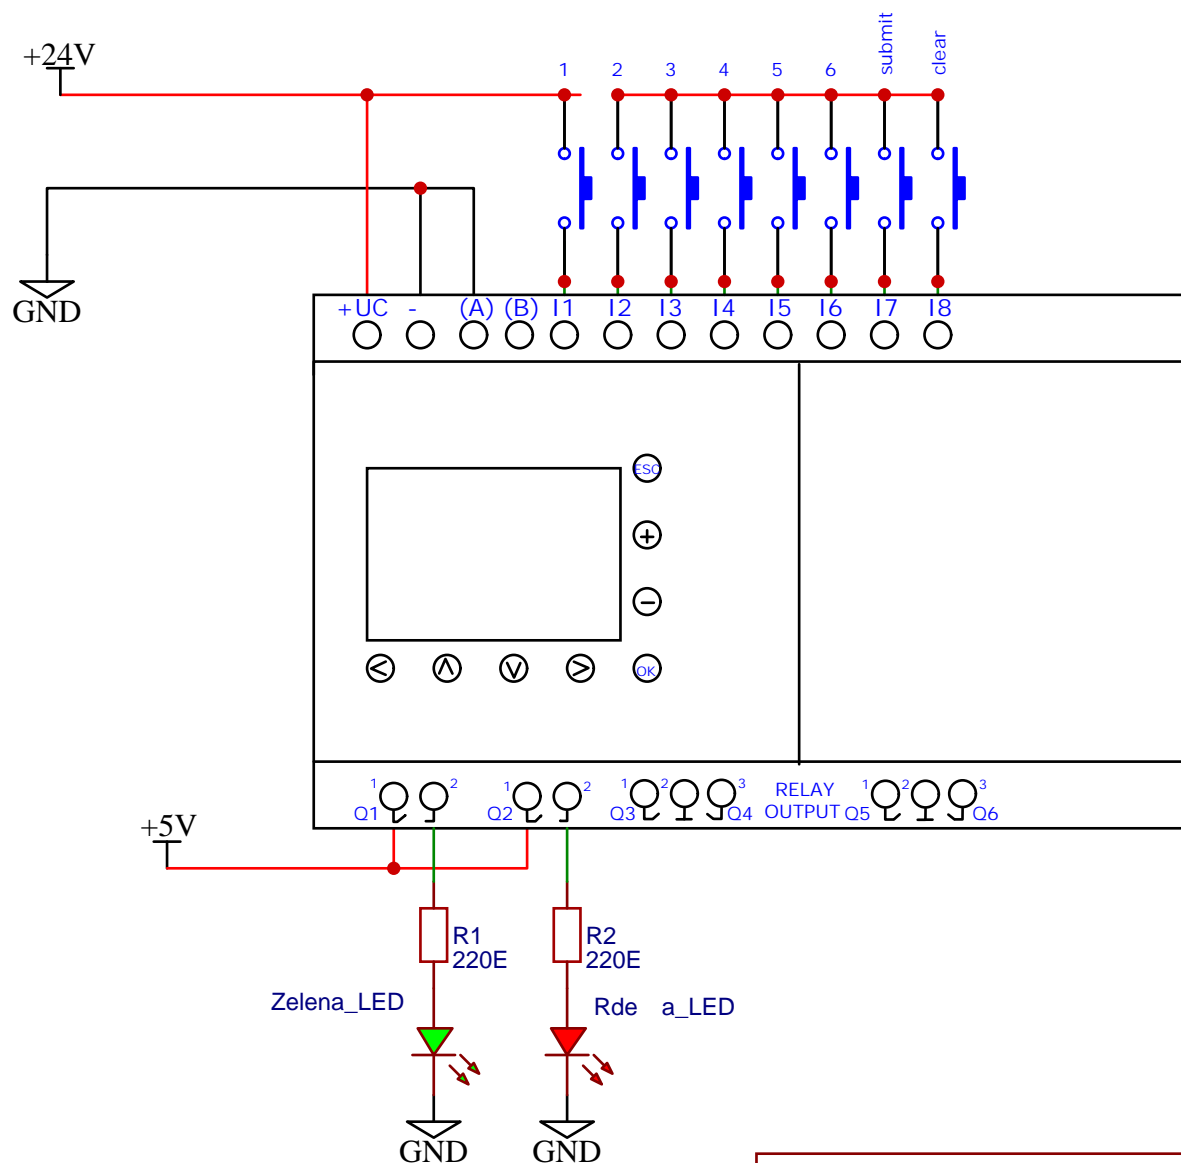 +24V
1 2 3 4 5 6 submit clear
GND
+UC - (A) (B) I1 I2 I3 I4 I5 I6 I7 I8
ESC
+
−
< Λ V > OK
1 2 1 2 1 2 3 RELAY 1 2 3
Q1 Q2 Q3 Q4 OUTPUT Q5 Q6
+5V
R1 R2
220E 220E
Zelena_LED Rde a_LED
GND GND